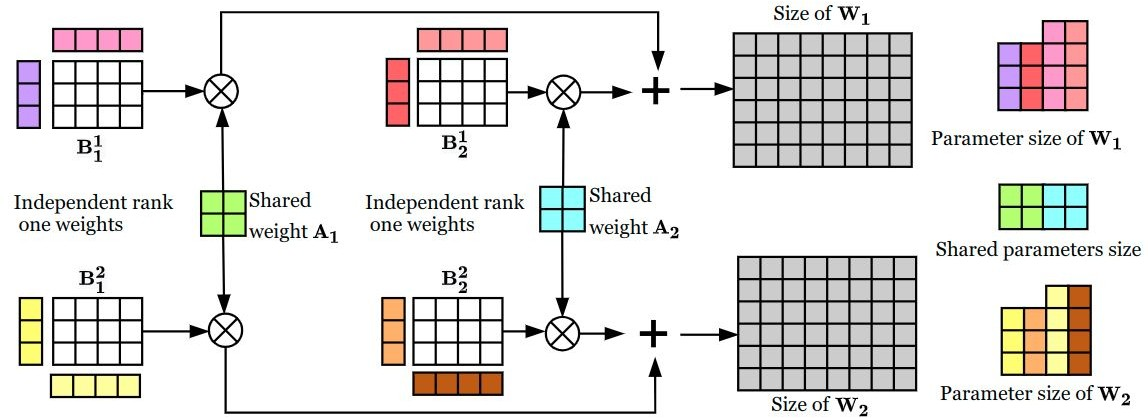 Size of W₁
B₁¹
B₂¹
Parameter size of W₁
Independent rank
one weights
Shared
weight A₁
Independent rank
one weights
Shared
weight A₂
Shared parameters size
B₁²
B₂²
Size of W₂
Parameter size of W₂